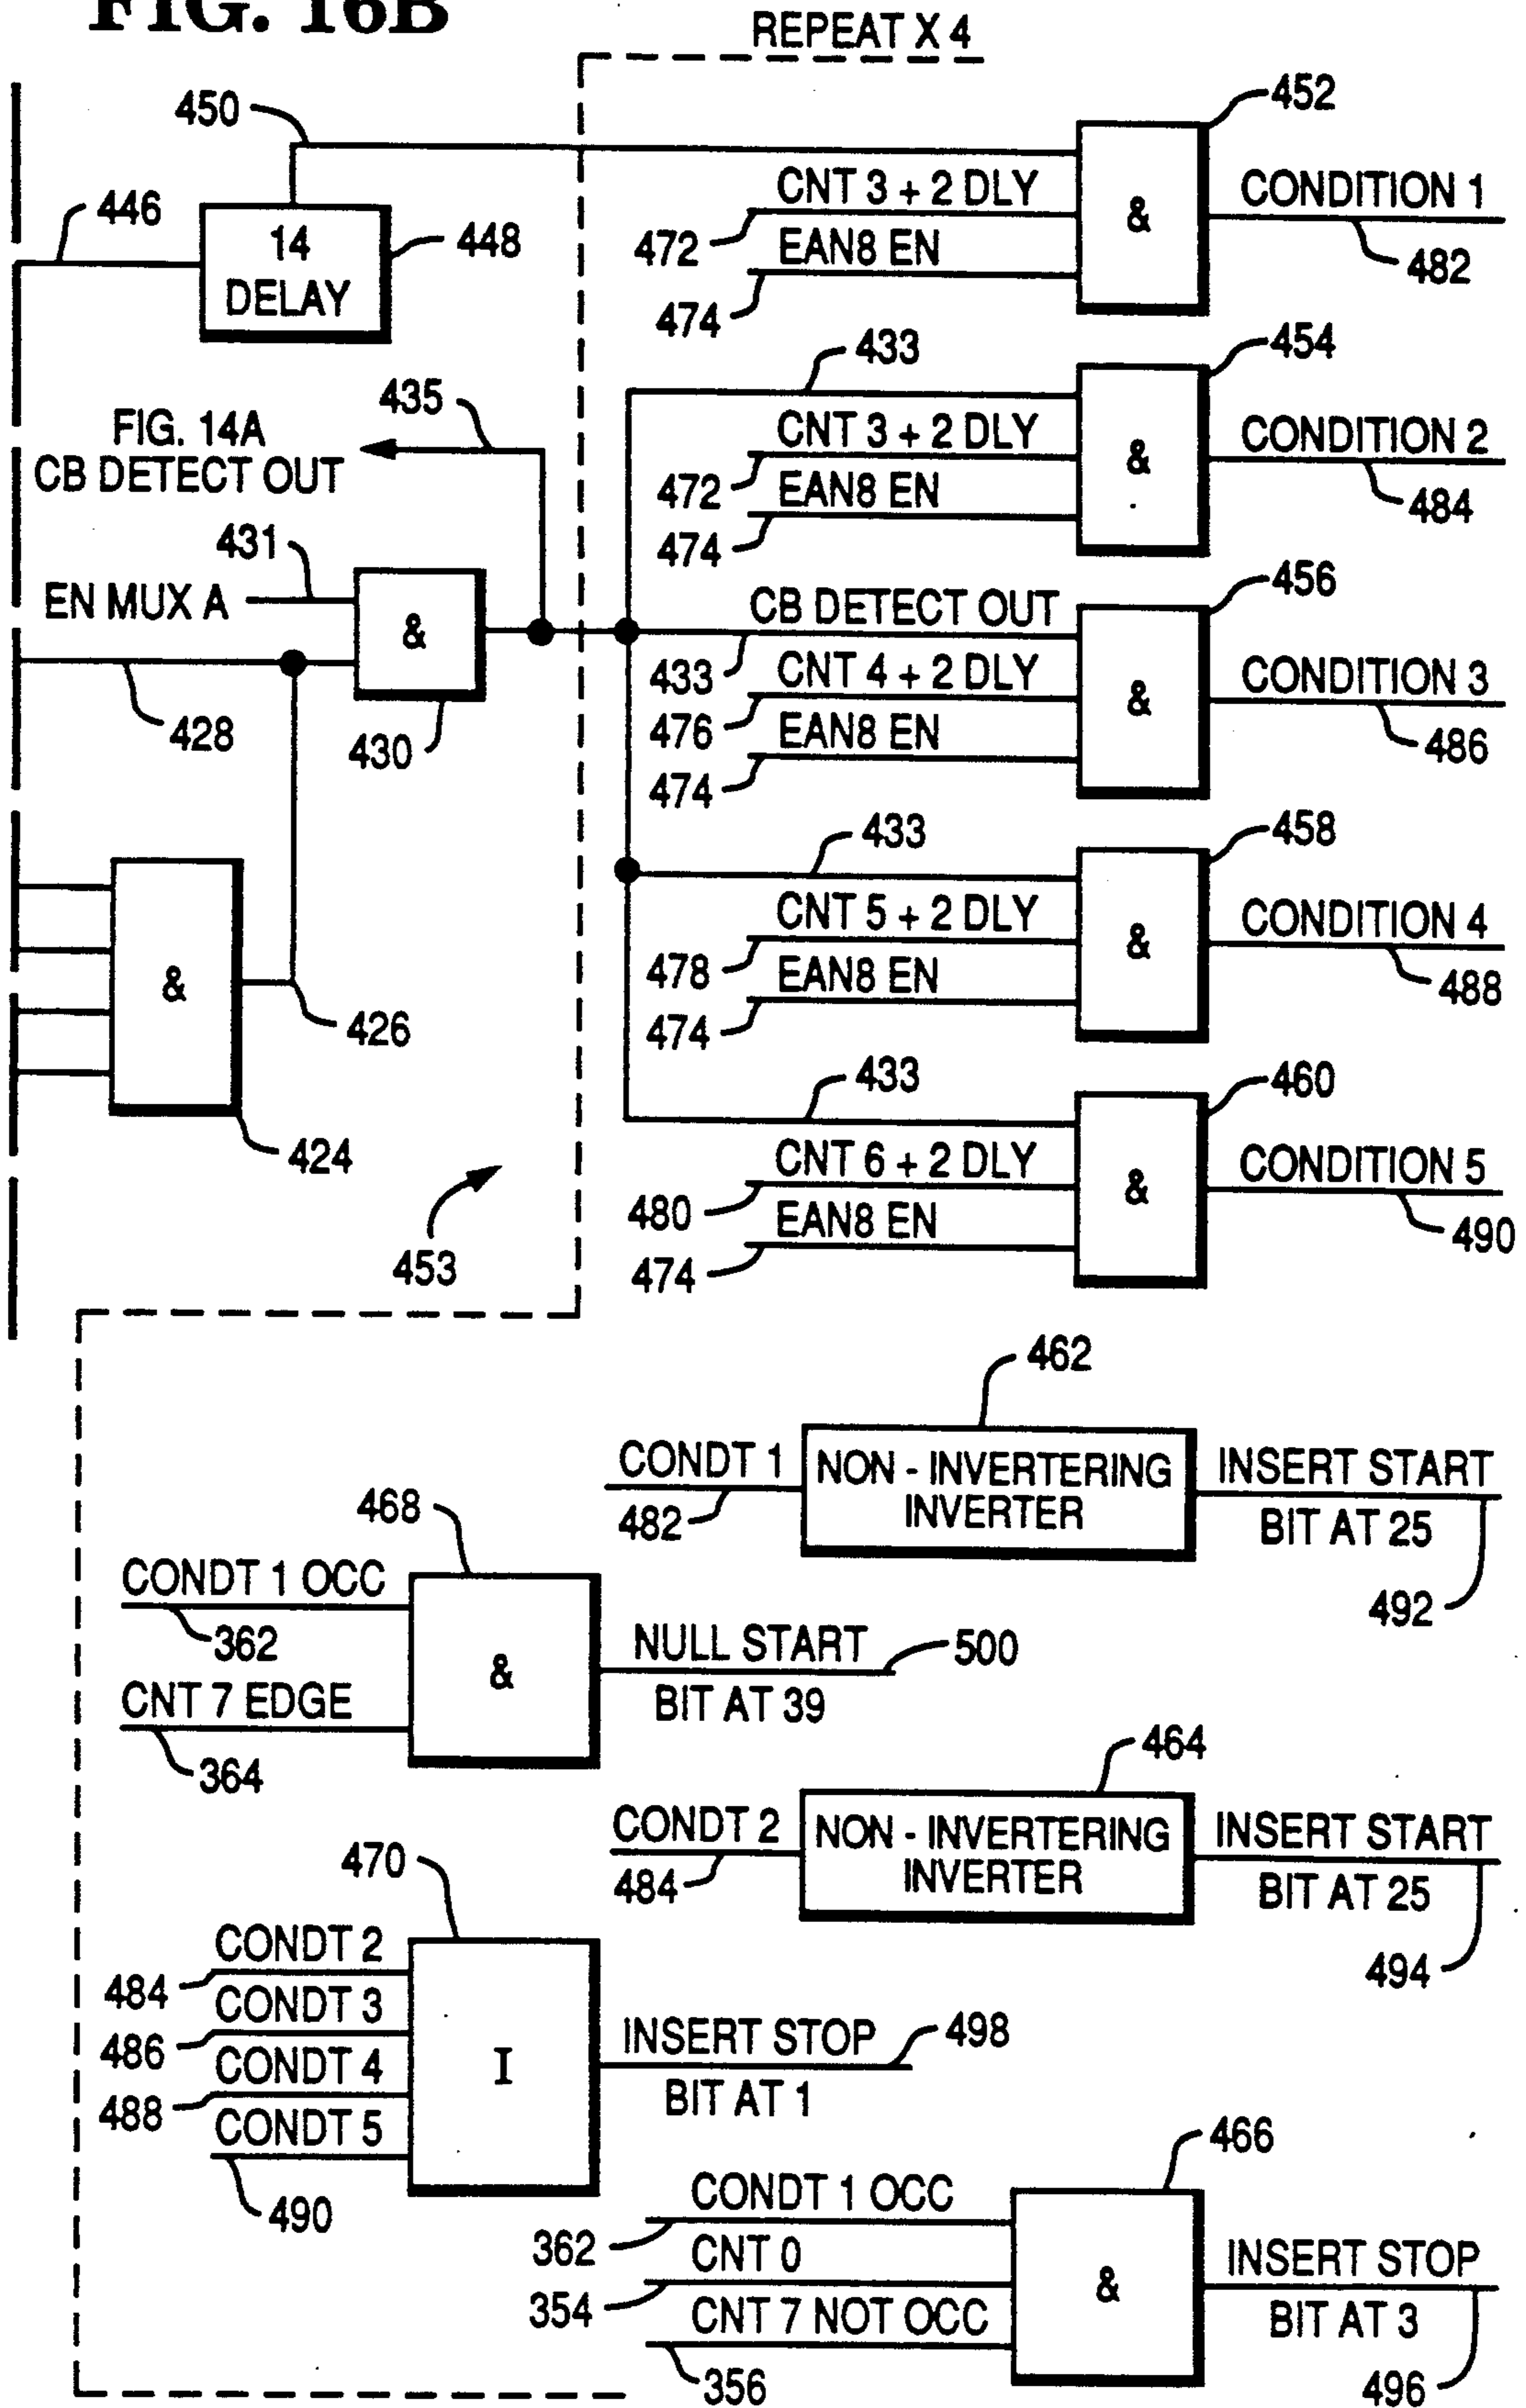 FIG. 16B
REPEAT X 4
450
452
446
14
DELAY
448
CNT 3 + 2 DLY
472
EAN8 EN
474
&
CONDITION 1
482
433
454
FIG. 14A
CB DETECT OUT
435
CNT 3 + 2 DLY
472
EAN8 EN
474
&
CONDITION 2
484
431
EN MUX A
&
428
430
CB DETECT OUT
433
456
CNT 4 + 2 DLY
476
EAN8 EN
474
&
CONDITION 3
486
433
458
CNT 5 + 2 DLY
478
EAN8 EN
474
&
CONDITION 4
488
&
426
424
433
460
CNT 6 + 2 DLY
480
EAN8 EN
474
&
CONDITION 5
490
453
462
CONDT 1
482
NON - INVERTERING
INVERTER
INSERT START
BIT AT 25
492
468
CONDT 1 OCC
362
CNT 7 EDGE
364
&
NULL START
BIT AT 39
500
464
CONDT 2
484
NON - INVERTERING
INVERTER
INSERT START
BIT AT 25
494
470
CONDT 2
484
CONDT 3
486
CONDT 4
488
CONDT 5
490
I
INSERT STOP
BIT AT 1
498
466
CONDT 1 OCC
362
CNT 0
354
CNT 7 NOT OCC
356
&
INSERT STOP
BIT AT 3
496